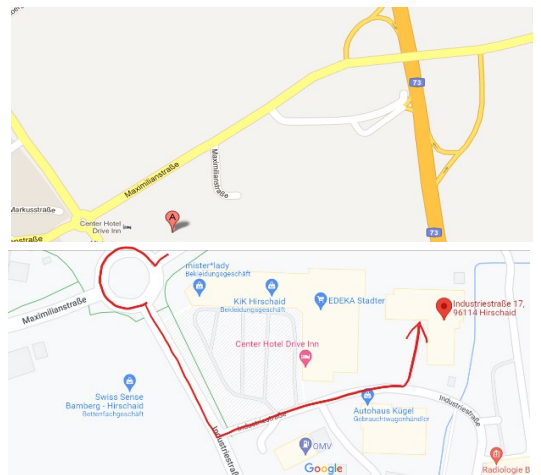 73
Maximilianstraße
Maximilianstraße
Markusstraße
Center Hotel
Drive Inn
A
straße
73
mister*lady
Bekleidungsgeschäft
KiK Hirschaid
Bekleidungsgeschäft
EDEKA Stadter
Industriestraße 17,
96114 Hirschaid
Maximilianstraße
Center Hotel Drive Inn
Swiss Sense
Bamberg - Hirschaid
Bettenfachgeschäft
Industriestraße
Industriestraße
Autohaus Kügel
Gebrauchtwagenhändler
Industriestraße
OMV
Google
Radiologie B